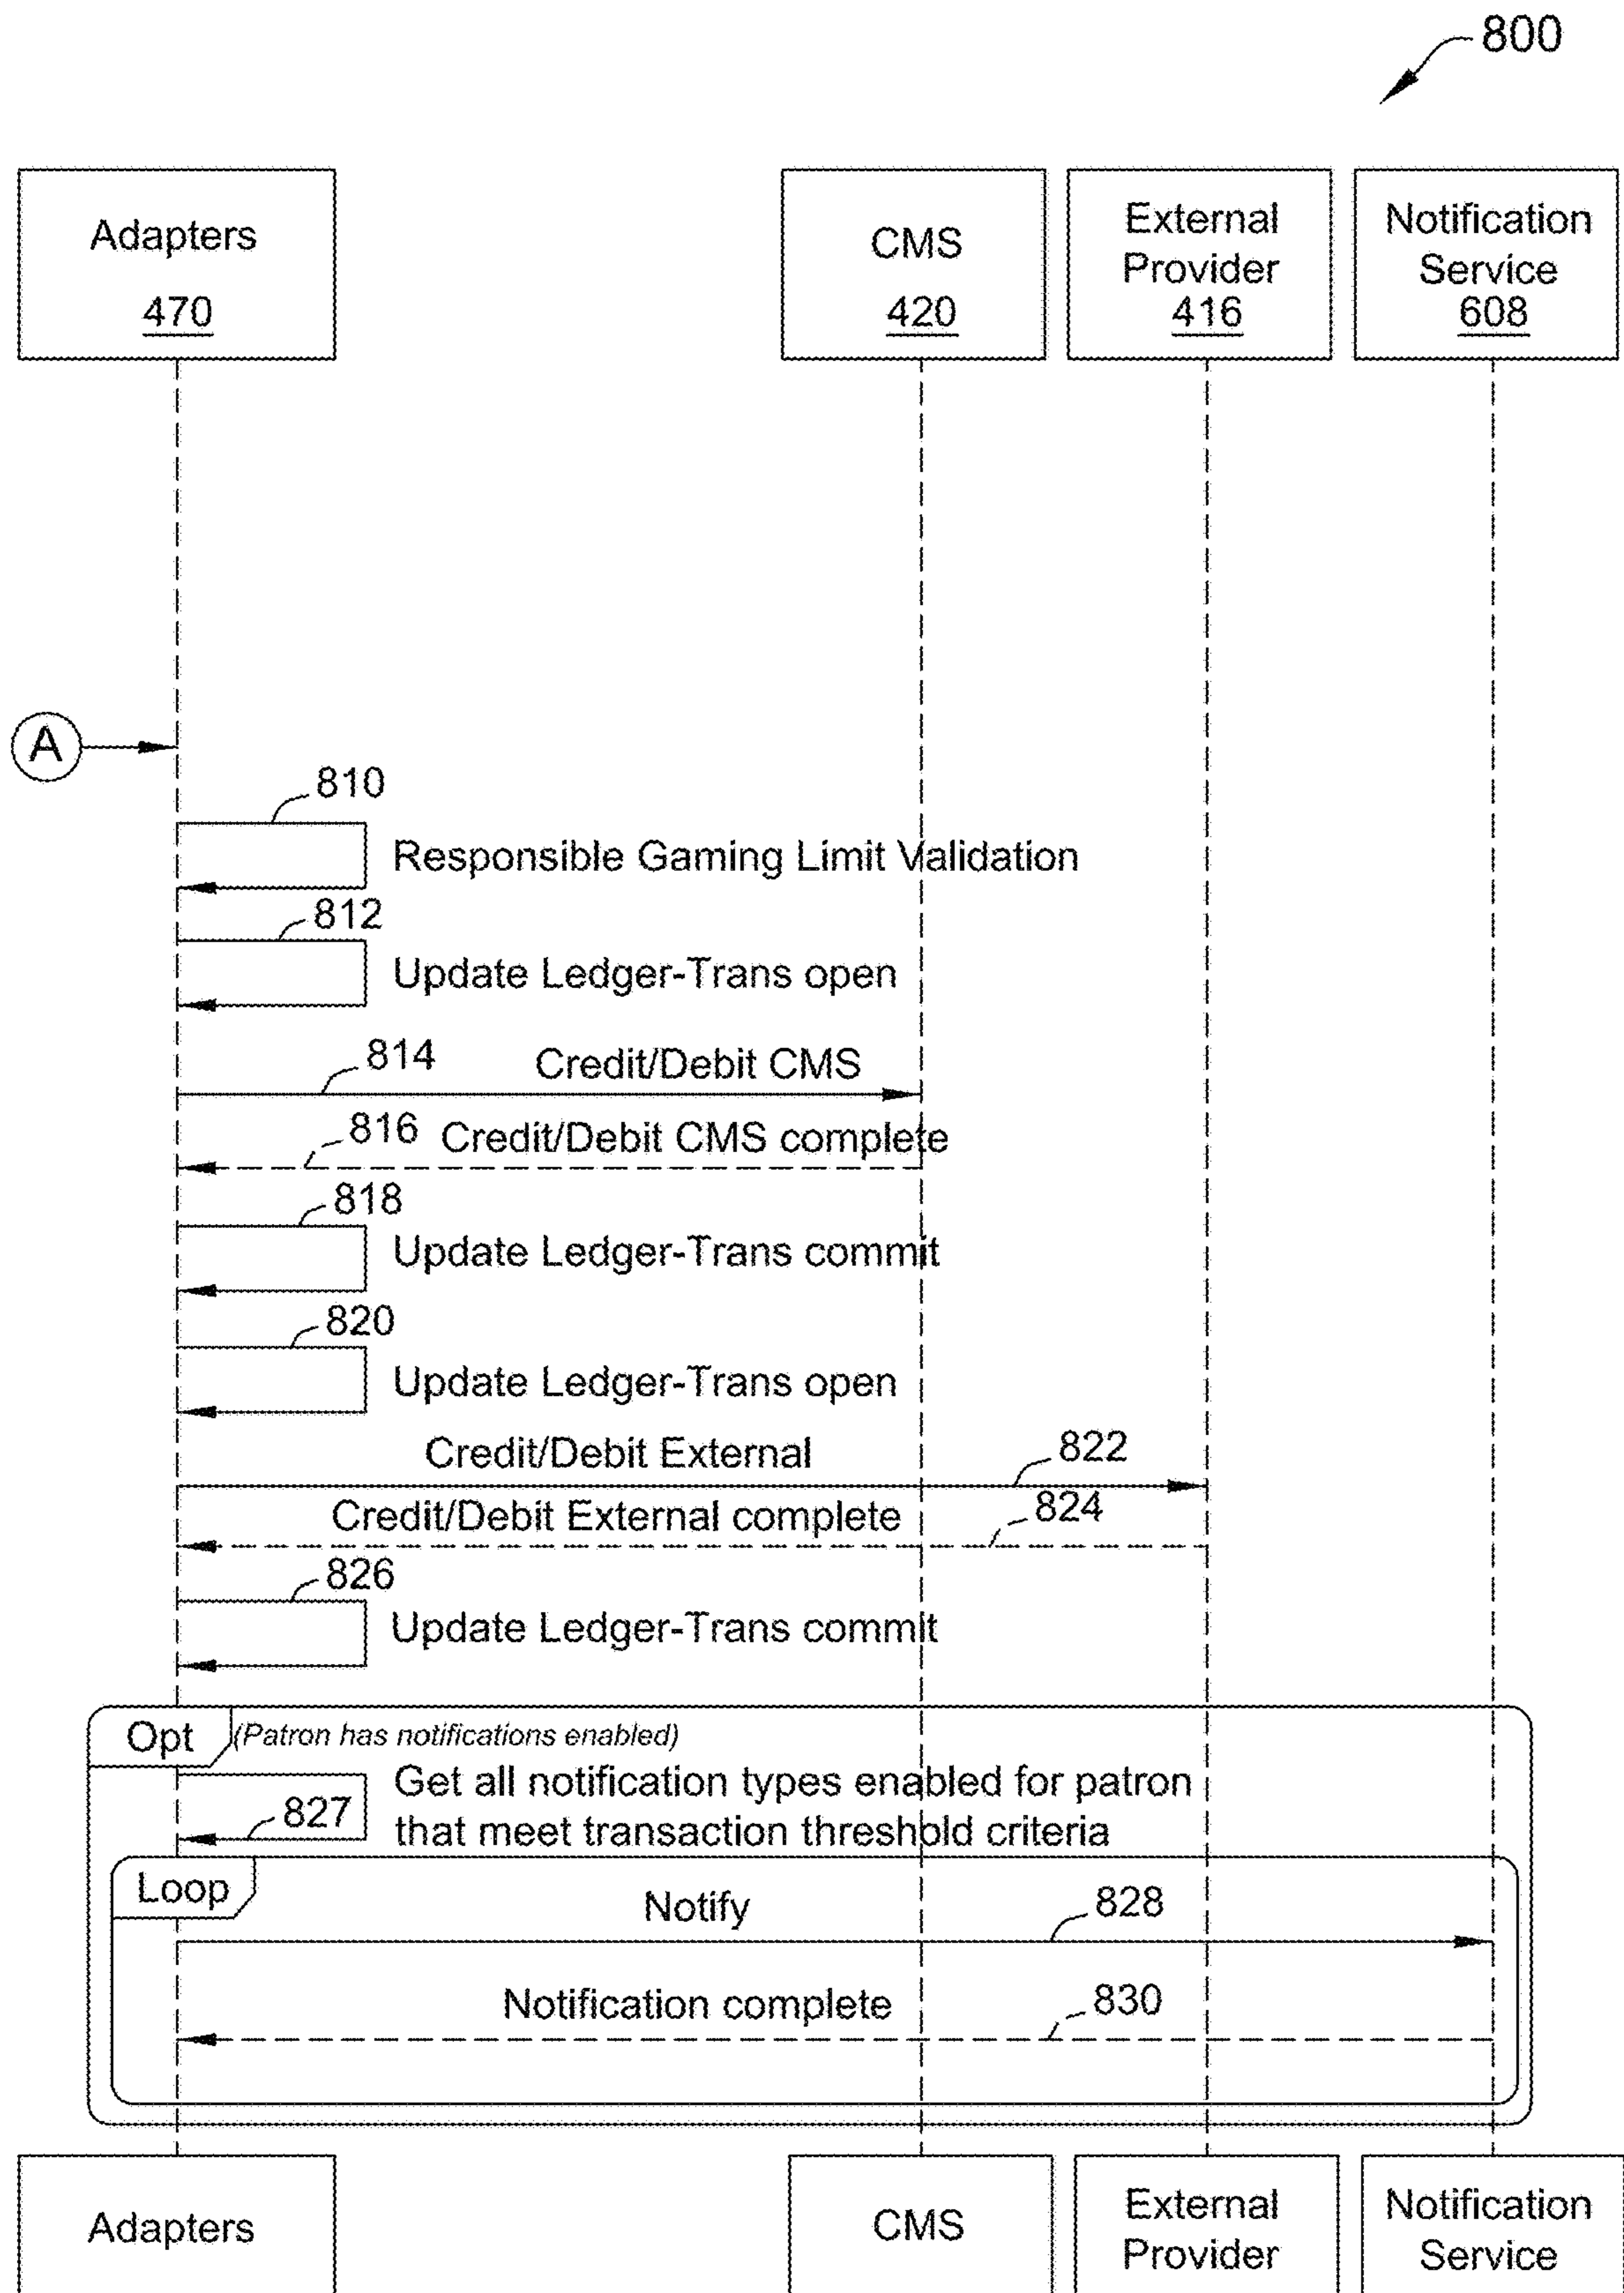 800
Adapters
470
CMS
420
External
Provider
416
Notification
Service
608
A
810
Responsible Gaming Limit Validation
812
Update Ledger-Trans open
814
Credit/Debit CMS
816
Credit/Debit CMS complete
818
Update Ledger-Trans commit
820
Update Ledger-Trans open
Credit/Debit External
822
Credit/Debit External complete
824
826
Update Ledger-Trans commit
Opt
(Patron has notifications enabled)
Get all notification types enabled for patron
that meet transaction threshold criteria
827
Loop
Notify
828
Notification complete
830
Adapters
CMS
External
Provider
Notification
Service